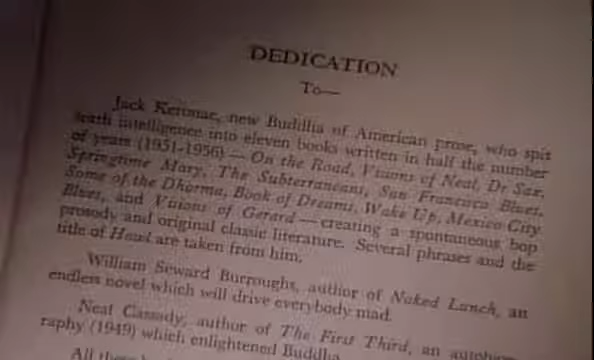 DEDICATION
To—
Jack Kerouac, new Buddha of American prose, who spit
forth intelligence into eleven books written in half the number
of years (1951-1956) — On the Road, Visions of Neal, Dr Sax,
Springtime Mary, The Subterraneans, San Francisco Blues,
Some of the Dharma, Book of Dreams, Wake Up, Mexico City
Blues, and Visions of Gerard — creating a spontaneous bop
prosody and original classic literature. Several phrases and the
title of Howl are taken from him.
William Seward Burroughs, author of Naked Lunch, an
endless novel which will drive everybody mad.
Neal Cassady, author of The First Third, an autobiog-
raphy (1949) which enlightened Buddha.
All these